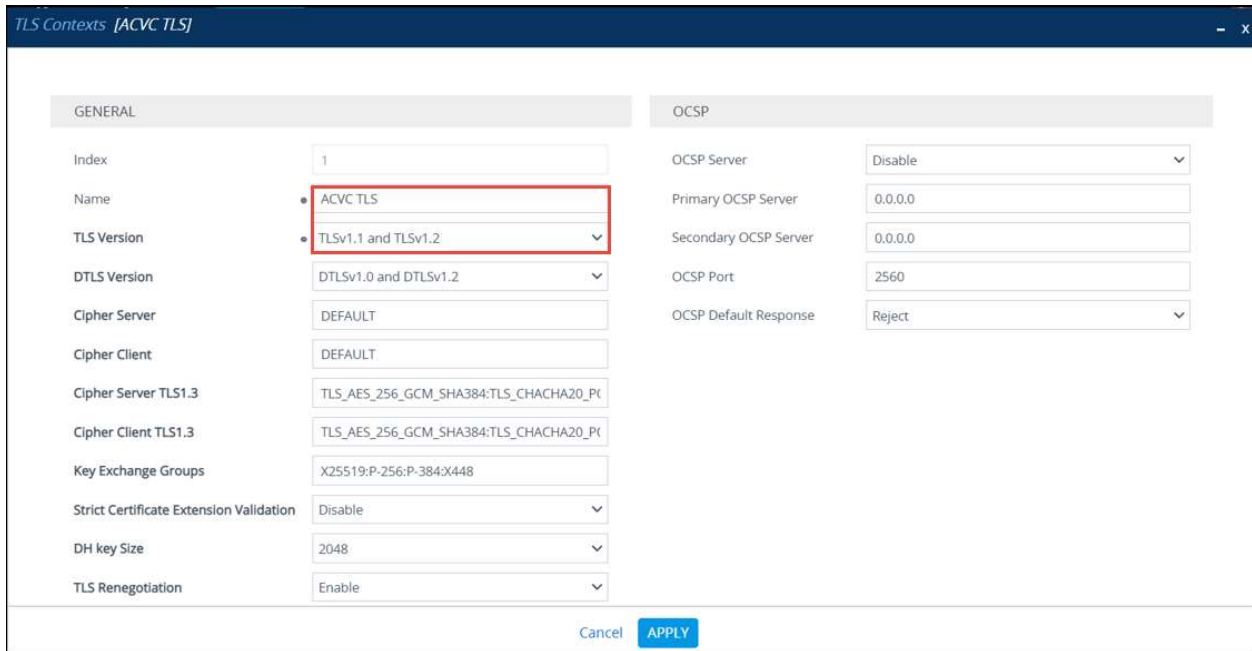 TLS Contexts [ACVC TLS]
– x
GENERAL
Index 1
Name ACVC TLS
TLS Version TLSv1.1 and TLSv1.2
DTLS Version DTLSv1.0 and DTLSv1.2
Cipher Server DEFAULT
Cipher Client DEFAULT
Cipher Server TLS1.3 TLS_AES_256_GCM_SHA384:TLS_CHACHA20_P
Cipher Client TLS1.3 TLS_AES_256_GCM_SHA384:TLS_CHACHA20_P
Key Exchange Groups X25519:P-256:P-384:X448
Strict Certificate Extension Validation Disable
DH key Size 2048
TLS Renegotiation Enable
OCSP
OCSP Server Disable
Primary OCSP Server 0.0.0.0
Secondary OCSP Server 0.0.0.0
OCSP Port 2560
OCSP Default Response Reject
Cancel APPLY